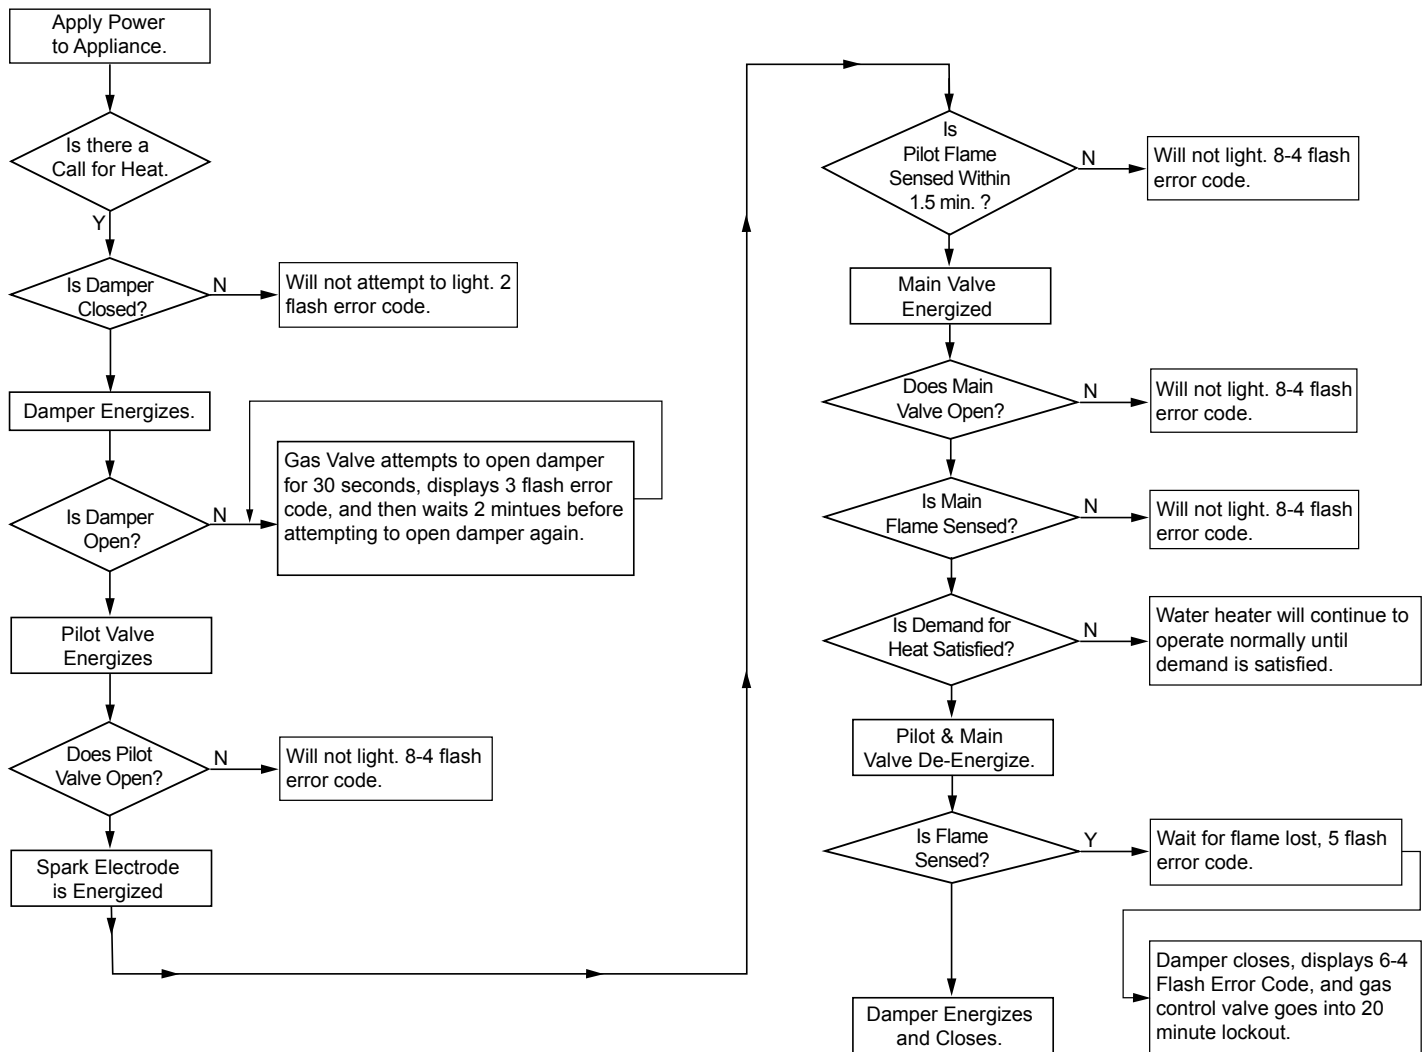 Apply Power
to Appliance.
Is there a
Call for Heat.
Y
Is Damper
Closed?
N
Will not attempt to light. 2
flash error code.
Damper Energizes.
Is Damper
Open?
N
Gas Valve attempts to open damper
for 30 seconds, displays 3 flash error
code, and then waits 2 mintues before
attempting to open damper again.
Pilot Valve
Energizes
Does Pilot
Valve Open?
N
Will not light. 8-4 flash
error code.
Spark Electrode
is Energized
Is
Pilot Flame
Sensed Within
1.5 min. ?
N
Will not light. 8-4 flash
error code.
Main Valve
Energized
Does Main
Valve Open?
N
Will not light. 8-4 flash
error code.
Is Main
Flame Sensed?
N
Will not light. 8-4 flash
error code.
Is Demand for
Heat Satisfied?
N
Water heater will continue to
operate normally until
demand is satisfied.
Pilot & Main
Valve De-Energize.
Is Flame
Sensed?
Y
Wait for flame lost, 5 flash
error code.
Damper closes, displays 6-4
Flash Error Code, and gas
control valve goes into 20
minute lockout.
Damper Energizes
and Closes.